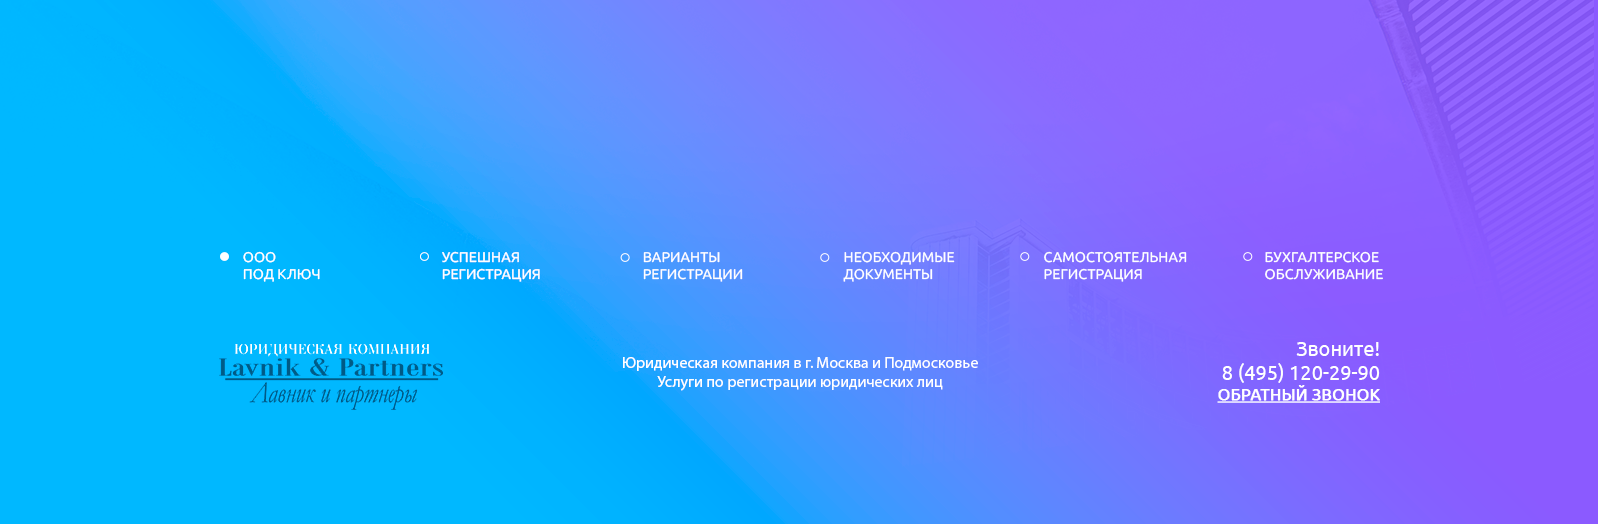 ООО
ПОД КЛЮЧ
УСПЕШНАЯ
РЕГИСТРАЦИЯ
ВАРИАНТЫ
РЕГИСТРАЦИИ
НЕОБХОДИМЫЕ
ДОКУМЕНТЫ
САМОСТОЯТЕЛЬНАЯ
РЕГИСТРАЦИЯ
БУХГАЛТЕРСКОЕ
ОБСЛУЖИВАНИЕ
ЮРИДИЧЕСКАЯ КОМПАНИЯ
Lavnik & Partners
Лавник и партнеры
Юридическая компания в г. Москва и Подмосковье
Услуги по регистрации юридических лиц
Звоните!
8 (495) 120-29-90
ОБРАТНЫЙ ЗВОНОК